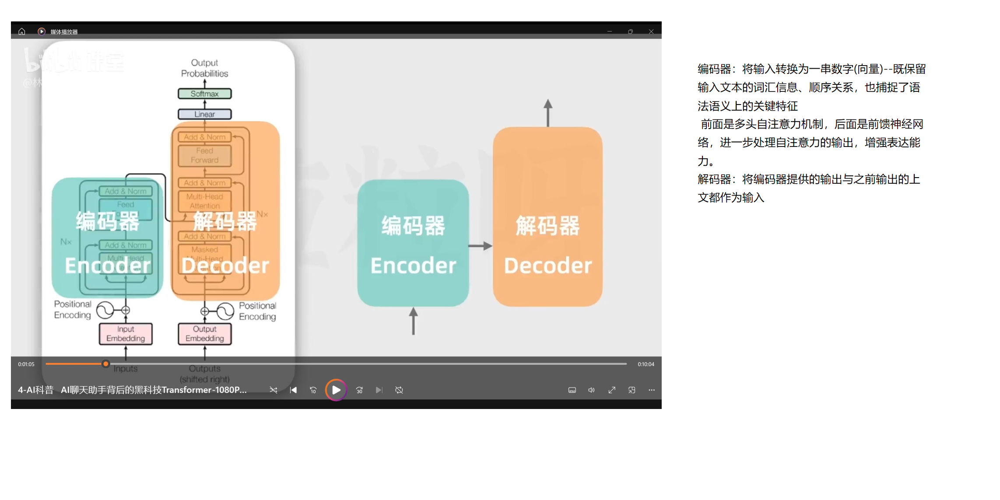 媒体播放器
bilibili 课堂
@林
Output
Probabilities
Softmax
Linear
Add & Norm
Feed
Forward
Add & Norm
Multi-Head
Attention
Nx
Add & Norm
Masked
Multi-Head
解码器
Decoder
Add & Norm
Feed
编码器
Nx
Add & Norm
Multi-Head
Encoder
Positional
Encoding
Positional
Encoding
Input
Embedding
Output
Embedding
Inputs
Outputs
(shifted right)
编码器
Encoder
解码器
Decoder
0:01:05
0:10:04
4-AI科普 AI聊天助手背后的黑科技Transformer-1080P...
10
30
编码器：将输入转换为一串数字(向量)--既保留
输入文本的词汇信息、顺序关系，也捕捉了语
法语义上的关键特征
前面是多头自注意力机制，后面是前馈神经网
络，进一步处理自注意力的输出，增强表达能
力。
解码器：将编码器提供的输出与之前输出的上
文都作为输入